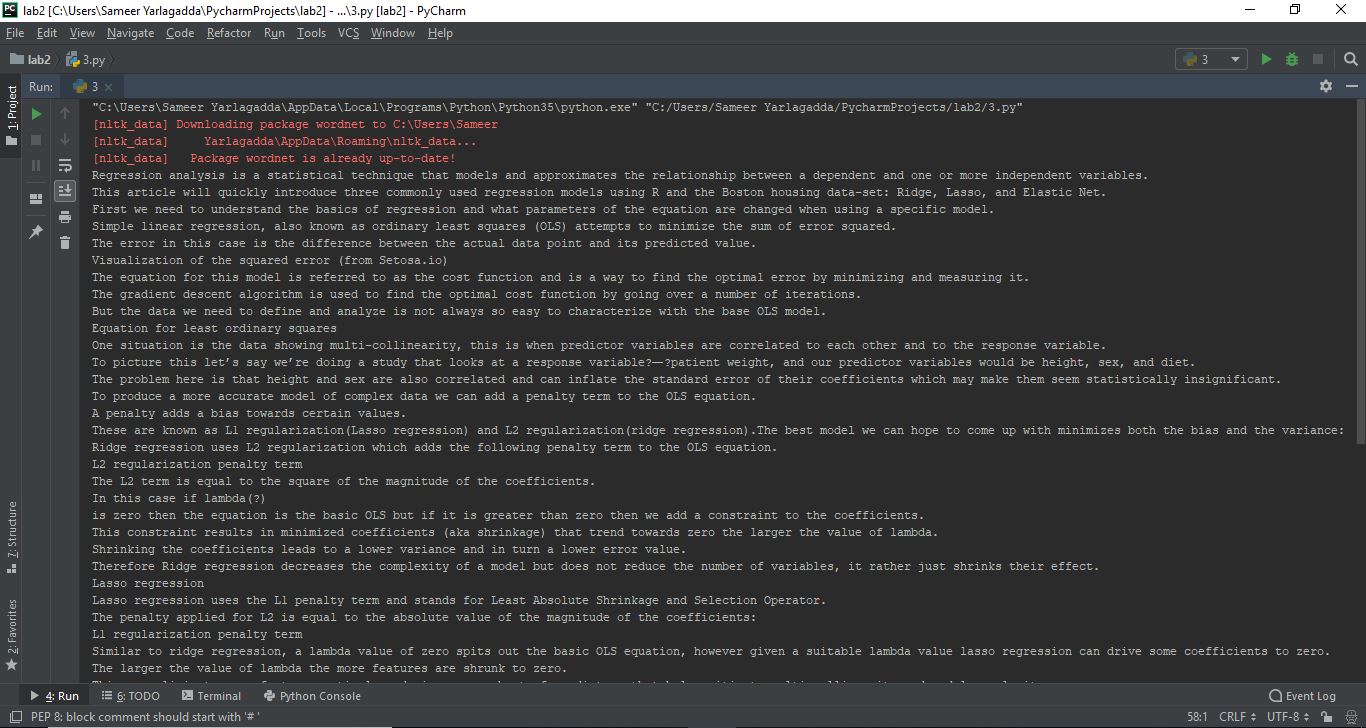 lab2 [C:\Users\Sameer Yarlagadda\PycharmProjects\lab2] - ...\3.py [lab2] - PyCharm
File Edit View Navigate Code Refactor Run Tools VCS Window Help
lab2 3.py 3
Run: 3
1: Project
"C:\Users\Sameer Yarlagadda\AppData\Local\Programs\Python\Python35\python.exe" "C:/Users/Sameer Yarlagadda/PycharmProjects/lab2/3.py"
[nltk_data] Downloading package wordnet to C:\Users\Sameer
[nltk_data]     Yarlagadda\AppData\Roaming\nltk_data...
[nltk_data]   Package wordnet is already up-to-date!
Regression analysis is a statistical technique that models and approximates the relationship between a dependent and one or more independent variables.
This article will quickly introduce three commonly used regression models using R and the Boston housing data-set: Ridge, Lasso, and Elastic Net.
First we need to understand the basics of regression and what parameters of the equation are changed when using a specific model.
Simple linear regression, also known as ordinary least squares (OLS) attempts to minimize the sum of error squared.
The error in this case is the difference between the actual data point and its predicted value.
Visualization of the squared error (from Setosa.io)
The equation for this model is referred to as the cost function and is a way to find the optimal error by minimizing and measuring it.
The gradient descent algorithm is used to find the optimal cost function by going over a number of iterations.
But the data we need to define and analyze is not always so easy to characterize with the base OLS model.
Equation for least ordinary squares
One situation is the data showing multi-collinearity, this is when predictor variables are correlated to each other and to the response variable.
To picture this let's say we're doing a study that looks at a response variable?—?patient weight, and our predictor variables would be height, sex, and diet.
The problem here is that height and sex are also correlated and can inflate the standard error of their coefficients which may make them seem statistically insignificant.
To produce a more accurate model of complex data we can add a penalty term to the OLS equation.
A penalty adds a bias towards certain values.
These are known as L1 regularization(Lasso regression) and L2 regularization(ridge regression).The best model we can hope to come up with minimizes both the bias and the variance:
Ridge regression uses L2 regularization which adds the following penalty term to the OLS equation.
L2 regularization penalty term
The L2 term is equal to the square of the magnitude of the coefficients.
In this case if lambda(?)
is zero then the equation is the basic OLS but if it is greater than zero then we add a constraint to the coefficients.
This constraint results in minimized coefficients (aka shrinkage) that trend towards zero the larger the value of lambda.
Shrinking the coefficients leads to a lower variance and in turn a lower error value.
Therefore Ridge regression decreases the complexity of a model but does not reduce the number of variables, it rather just shrinks their effect.
Lasso regression
Lasso regression uses the L1 penalty term and stands for Least Absolute Shrinkage and Selection Operator.
The penalty applied for L2 is equal to the absolute value of the magnitude of the coefficients:
L1 regularization penalty term
Similar to ridge regression, a lambda value of zero spits out the basic OLS equation, however given a suitable lambda value lasso regression can drive some coefficients to zero.
The larger the value of lambda the more features are shrunk to zero.
7: Structure
2: Favorites
4: Run 6: TODO Terminal Python Console Event Log
PEP 8: block comment should start with '# ' 58:1 CRLF UTF-8